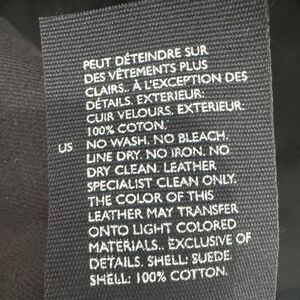 PEUT DÉTEINDRE SUR
DES VÊTEMENTS PLUS
CLAIRS.. À L'EXCEPTION DES
DÉTAILS. EXTERIEUR:
CUIR VELOURS. EXTERIEUR:
100% COTON.
US NO WASH. NO BLEACH.
LINE DRY. NO IRON. NO
DRY CLEAN. LEATHER
SPECIALIST CLEAN ONLY.
THE COLOR OF THIS
LEATHER MAY TRANSFER
ONTO LIGHT COLORED
MATERIALS.. EXCLUSIVE OF
DETAILS. SHELL: SUEDE.
SHELL: 100% COTTON.